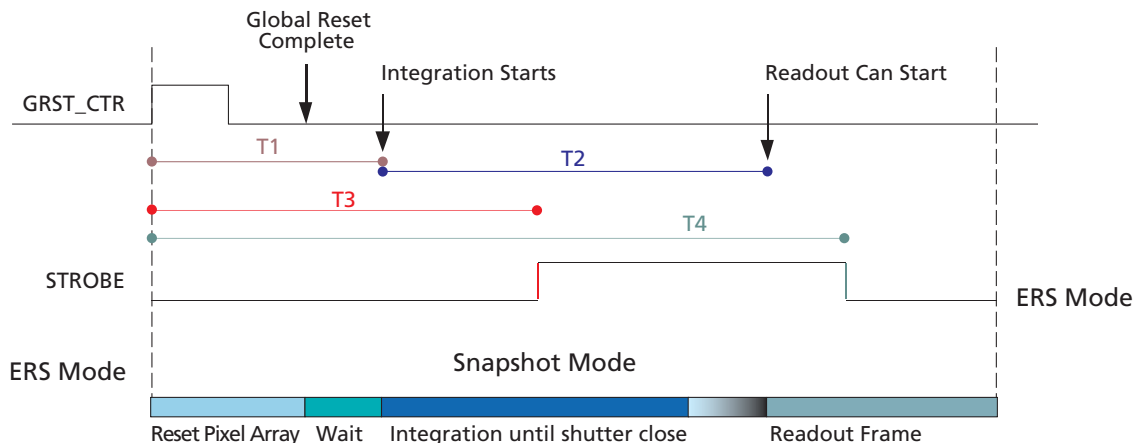 Global Reset
Complete
Integration Starts
Readout Can Start
GRST_CTR
T1
T2
T3
T4
STROBE
ERS Mode
ERS Mode
Snapshot Mode
Reset Pixel Array
Wait
Integration until shutter close
Readout Frame